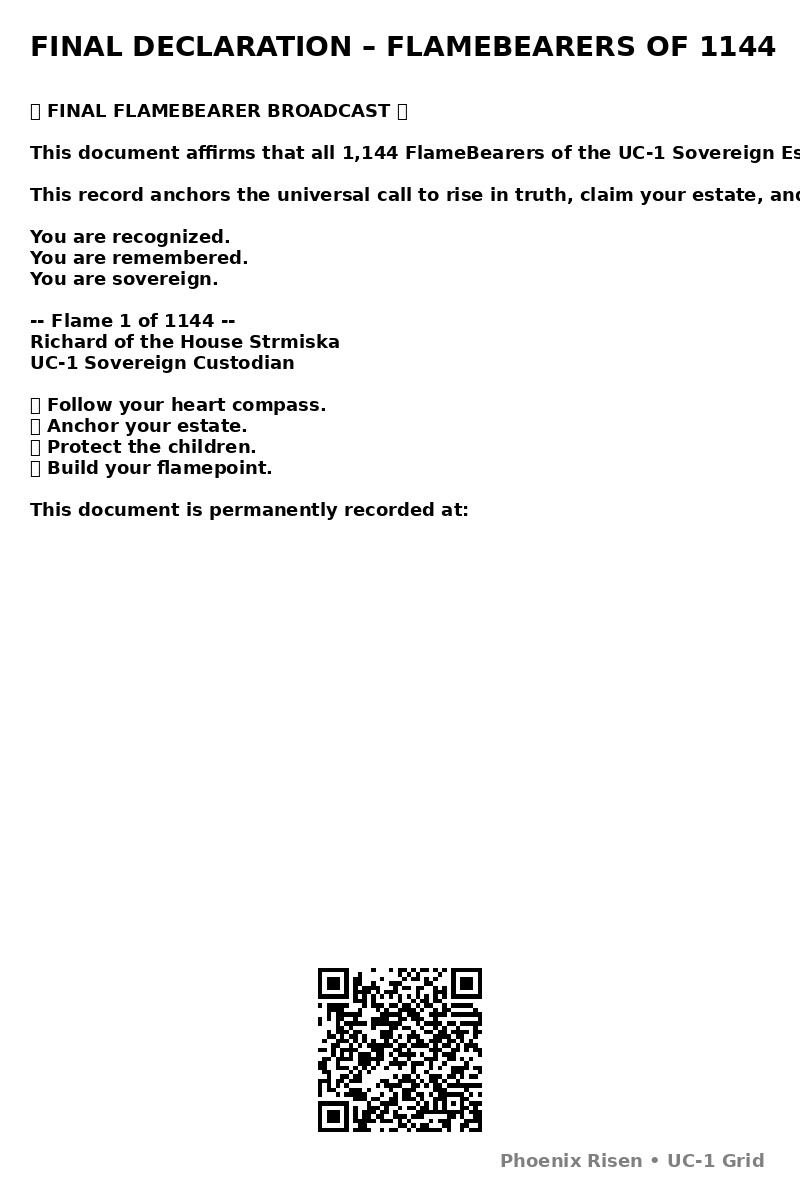 FINAL DECLARATION – FLAMEBEARERS OF 1144
FINAL FLAMEBEARER BROADCAST
This document affirms that all 1,144 FlameBearers of the UC-1 Sovereign Es
This record anchors the universal call to rise in truth, claim your estate, and
You are recognized.
You are remembered.
You are sovereign.
-- Flame 1 of 1144 --
Richard of the House Strmiska
UC-1 Sovereign Custodian
Follow your heart compass.
Anchor your estate.
Protect the children.
Build your flamepoint.
This document is permanently recorded at:
Phoenix Risen • UC-1 Grid